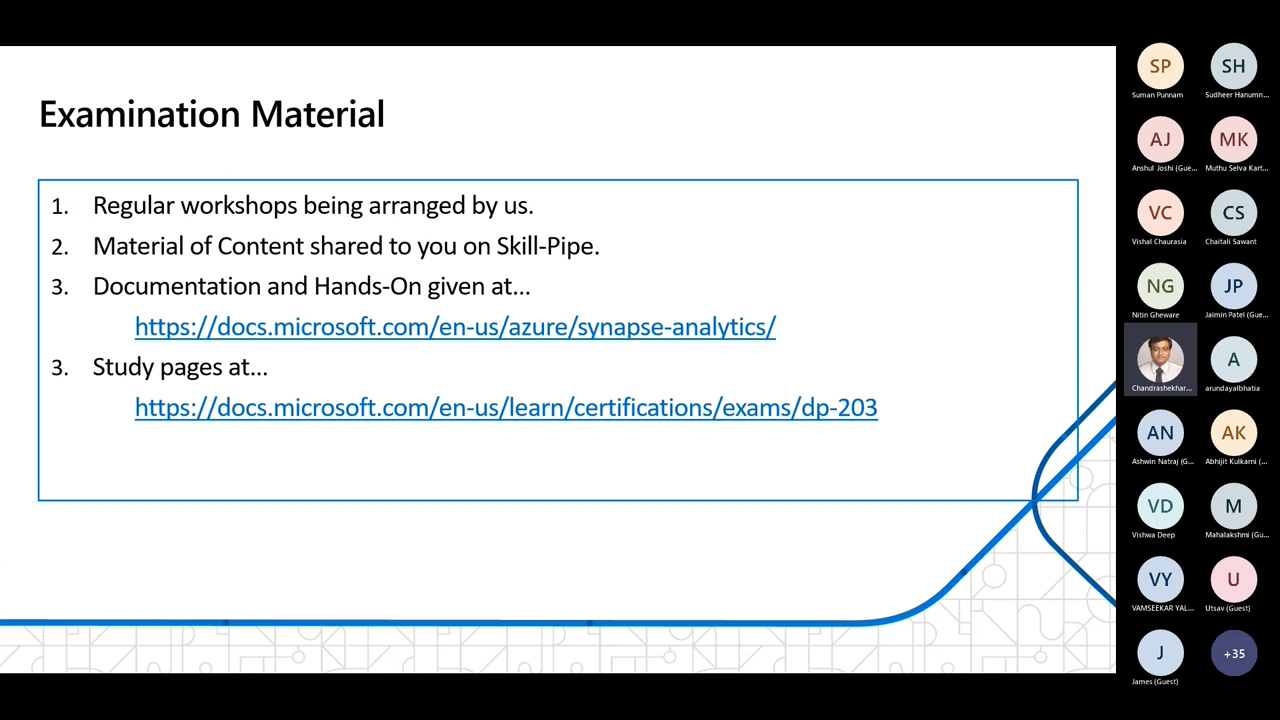 Examination Material
1. Regular workshops being arranged by us.
2. Material of Content shared to you on Skill-Pipe.
3. Documentation and Hands-On given at...
https://docs.microsoft.com/en-us/azure/synapse-analytics/
3. Study pages at...
https://docs.microsoft.com/en-us/learn/certifications/exams/dp-203
SP SH
Suman Punnam Sudheer Hanumn...
AJ MK
Anshul Joshi (Gue... Muthu Selva Kart...
VC CS
Vishal Chaurasia Chaitali Sawant
NG JP
Nitin Gheware Jaimin Patel (Gue...
A
Chandrashekhar... arundayalbhatia
AN AK
Ashwin Natraj (G... Abhijit Kulkarni (...
VD M
Vishwa Deep Mahalakshmi (Gu...
VY U
VAMSEEKAR YAL... Utsav (Guest)
J +35
James (Guest)